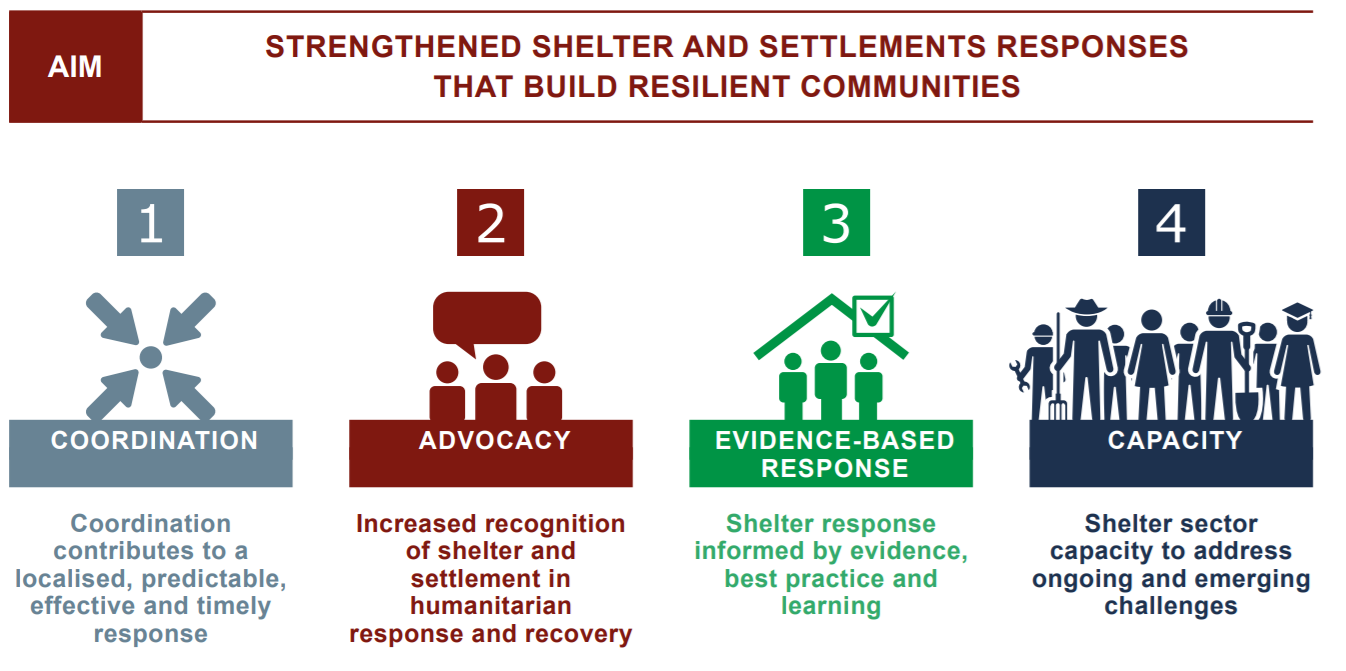 AIM
STRENGTHENED SHELTER AND SETTLEMENTS RESPONSES
THAT BUILD RESILIENT COMMUNITIES
1
COORDINATION
Coordination
contributes to a
localised, predictable,
effective and timely
response
2
ADVOCACY
Increased recognition
of shelter and
settlement in
humanitarian
response and recovery
3
EVIDENCE-BASED
RESPONSE
Shelter response
informed by evidence,
best practice and
learning
4
CAPACITY
Shelter sector
capacity to address
ongoing and emerging
challenges